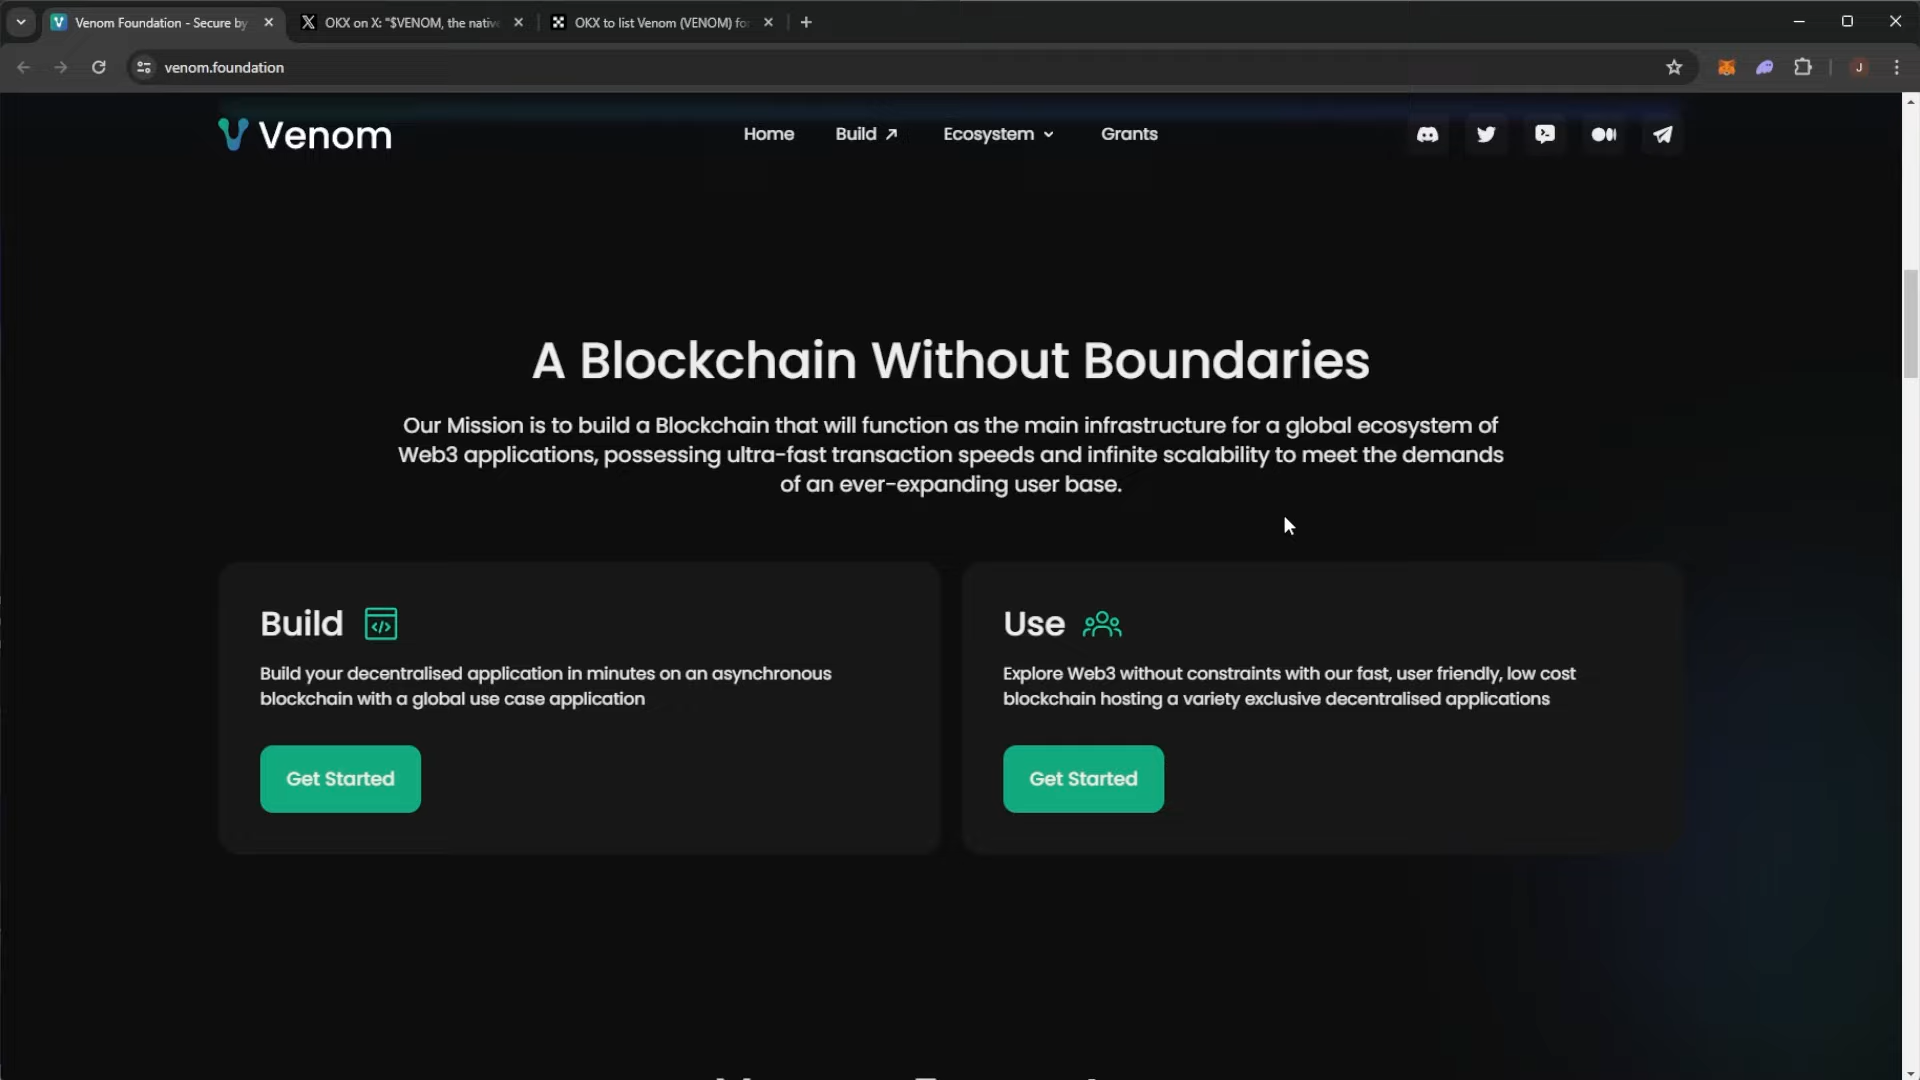 Venom Foundation - Secure by
OKX on X: "$VENOM, the nativ
OKX to list Venom (VENOM) fo
venom.foundation
J
Venom
Home
Build
Ecosystem
Grants
A Blockchain Without Boundaries
Our Mission is to build a Blockchain that will function as the main infrastructure for a global ecosystem of
Web3 applications, possessing ultra-fast transaction speeds and infinite scalability to meet the demands
of an ever-expanding user base.
Build
Build your decentralised application in minutes on an asynchronous
blockchain with a global use case application
Get Started
Use
Explore Web3 without constraints with our fast, user friendly, low cost
blockchain hosting a variety exclusive decentralised applications
Get Started